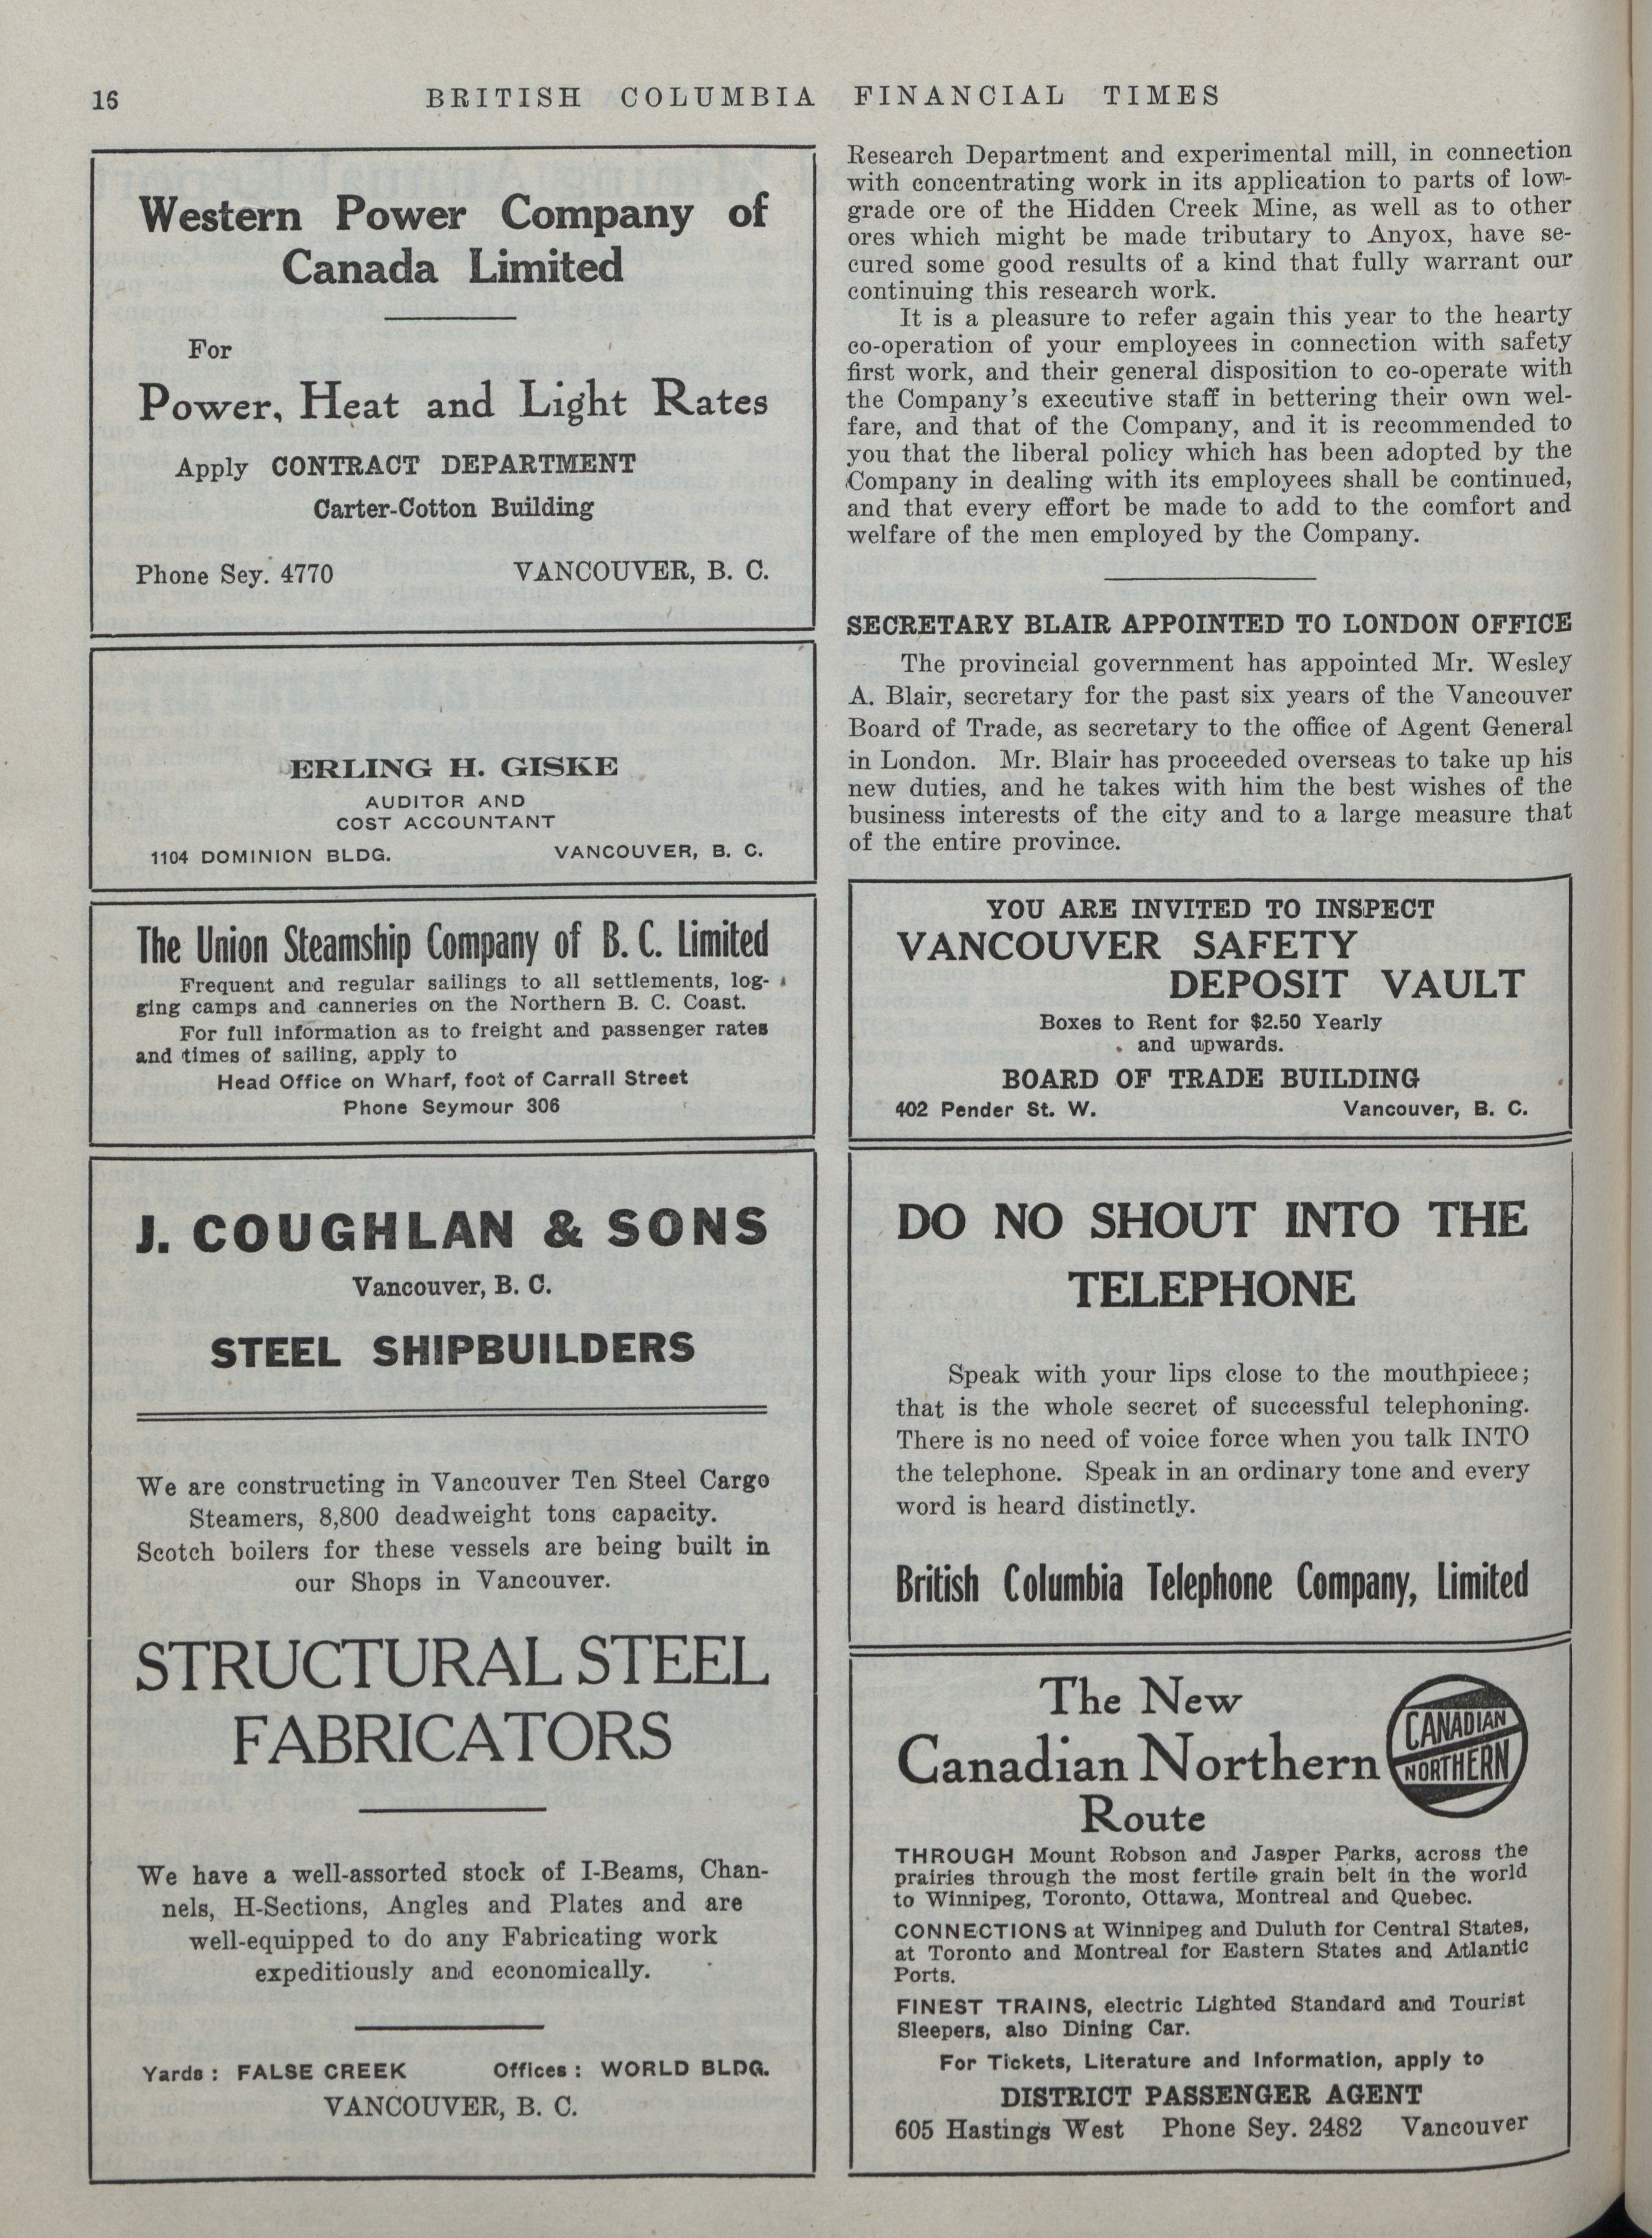 16
BRITISH COLUMBIA FINANCIAL TIMES
Western Power Company of
Canada Limited
For
Power, Heat and Light Rates
Apply CONTRACT DEPARTMENT
Carter-Cotton Building
Phone Sey. 4770 VANCOUVER, B. C.
ERLING H. GISKE
AUDITOR AND
COST ACCOUNTANT
1104 DOMINION BLDG. VANCOUVER, B. C.
The Union Steamship Company of B. C. Limited
Frequent and regular sailings to all settlements, log-
ging camps and canneries on the Northern B. C. Coast.
For full information as to freight and passenger rates
and times of sailing, apply to
Head Office on Wharf, foot of Carrall Street
Phone Seymour 306
J. COUGHLAN & SONS
Vancouver, B. C.
STEEL SHIPBUILDERS
We are constructing in Vancouver Ten Steel Cargo
Steamers, 8,800 deadweight tons capacity.
Scotch boilers for these vessels are being built in
our Shops in Vancouver.
STRUCTURAL STEEL
FABRICATORS
We have a well-assorted stock of I-Beams, Chan-
nels, H-Sections, Angles and Plates and are
well-equipped to do any Fabricating work
expeditiously and economically.
Yards: FALSE CREEK Offices: WORLD BLDG.
VANCOUVER, B. C.
Research Department and experimental mill, in connection
with concentrating work in its application to parts of low-
grade ore of the Hidden Creek Mine, as well as to other
ores which might be made tributary to Anyox, have se-
cured some good results of a kind that fully warrant our
continuing this research work.
It is a pleasure to refer again this year to the hearty
co-operation of your employees in connection with safety
first work, and their general disposition to co-operate with
the Company's executive staff in bettering their own wel-
fare, and that of the Company, and it is recommended to
you that the liberal policy which has been adopted by the
Company in dealing with its employees shall be continued,
and that every effort be made to add to the comfort and
welfare of the men employed by the Company.
SECRETARY BLAIR APPOINTED TO LONDON OFFICE
The provincial government has appointed Mr. Wesley
A. Blair, secretary for the past six years of the Vancouver
Board of Trade, as secretary to the office of Agent General
in London. Mr. Blair has proceeded overseas to take up his
new duties, and he takes with him the best wishes of the
business interests of the city and to a large measure that
of the entire province.
YOU ARE INVITED TO INSPECT
VANCOUVER SAFETY
DEPOSIT VAULT
Boxes to Rent for $2.50 Yearly
and upwards.
BOARD OF TRADE BUILDING
402 Pender St. W. Vancouver, B. C.
DO NO SHOUT INTO THE
TELEPHONE
Speak with your lips close to the mouthpiece;
that is the whole secret of successful telephoning.
There is no need of voice force when you talk INTO
the telephone. Speak in an ordinary tone and every
word is heard distinctly.
British Columbia Telephone Company, Limited
The New
Canadian Northern
Route
CANADIAN
NORTHERN
THROUGH Mount Robson and Jasper Parks, across the
prairies through the most fertile grain belt in the world
to Winnipeg, Toronto, Ottawa, Montreal and Quebec.
CONNECTIONS at Winnipeg and Duluth for Central States,
at Toronto and Montreal for Eastern States and Atlantic
Ports.
FINEST TRAINS, electric Lighted Standard and Tourist
Sleepers, also Dining Car.
For Tickets, Literature and Information, apply to
DISTRICT PASSENGER AGENT
605 Hastings West Phone Sey. 2482 Vancouver